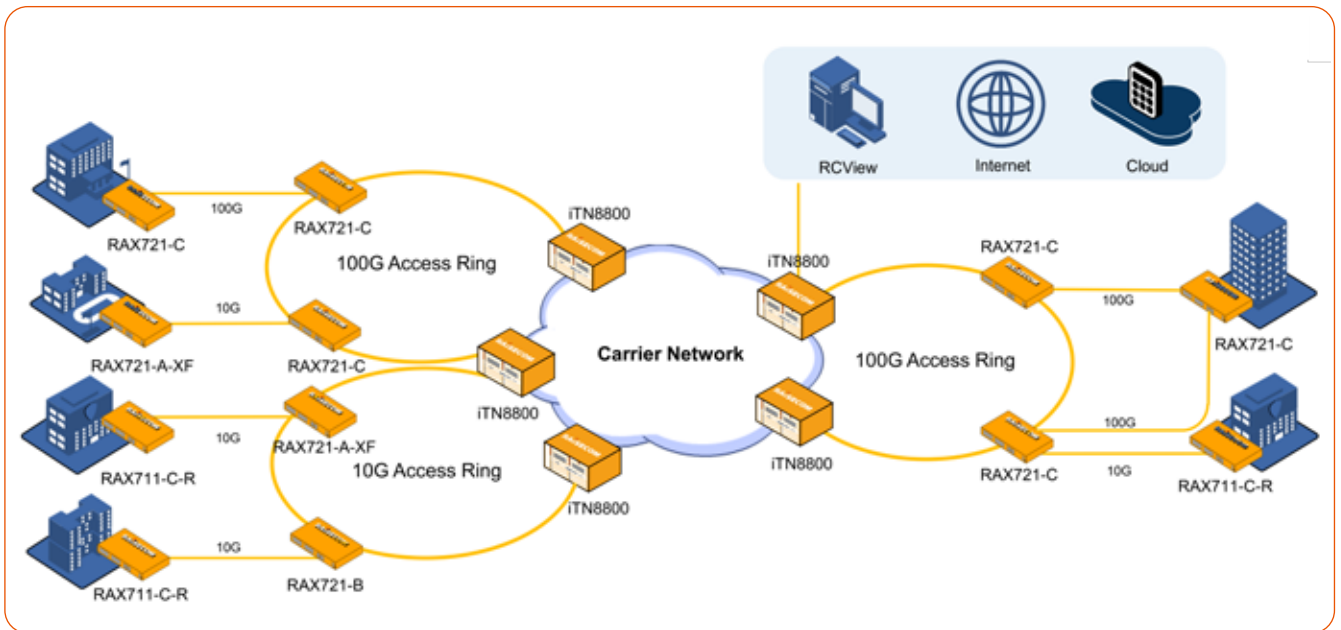 RCView
Internet
Cloud
iTN8800
100G
RAX721-C
RAX721-C
RAX721-C
100G Access Ring
iTN8800
100G
10G
RAX721-C
RAX721-A-XF
RAX721-C
Carrier Network
100G Access Ring
RAX721-C
iTN8800
10G
RAX721-A-XF
100G
RAX711-C-R
10G Access Ring
iTN8800
RAX721-C
10G
RAX711-C-R
iTN8800
10G
RAX721-B
RAX711-C-R